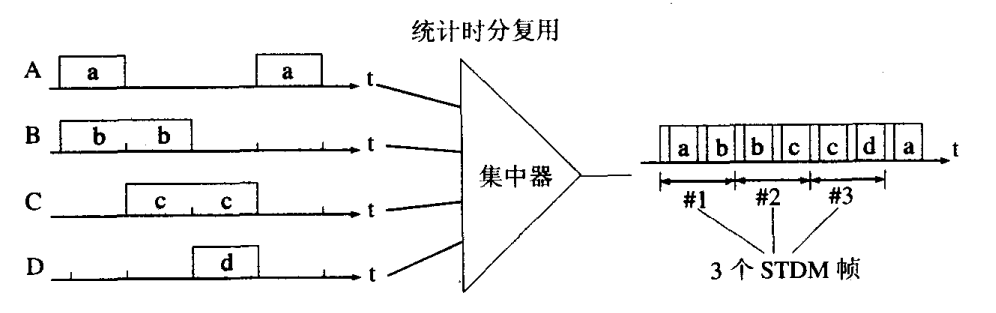 统计时分复用
A a a t
B b b t
C c c t
D d t
集中器
a b b c c d a t
#1 #2 #3
3 个 STDM 帧